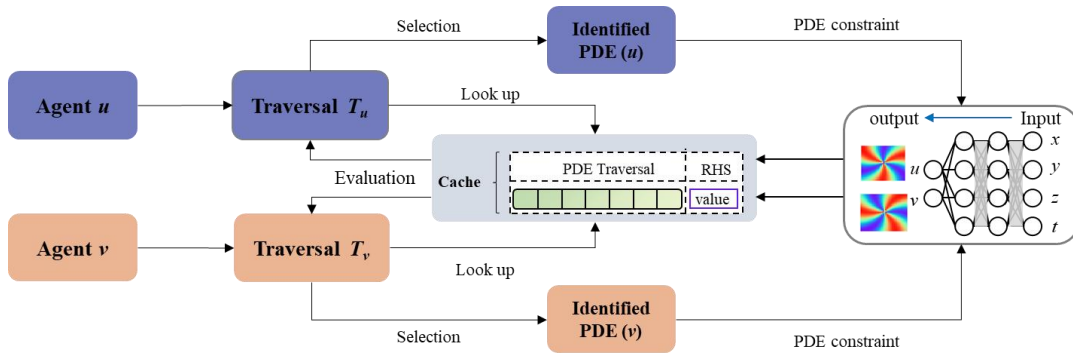 Selection
Identified
PDE (u)
PDE constraint
Agent u
Traversal Tu
Look up
output
Input
x
u
y
v
z
t
Evaluation
Cache
PDE Traversal
RHS
value
Agent v
Traversal Tv
Look up
Selection
Identified
PDE (v)
PDE constraint